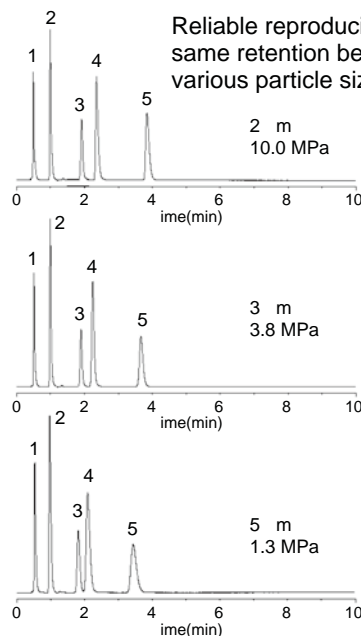 Reliable reproduci
same retention be
various particle siz
1 2 3 4 5
2 m
10.0 MPa
0 2 4 6 8 10
ime(min)
1 2 3 4 5
3 m
3.8 MPa
0 2 4 6 8 10
ime(min)
1 2 3 4 5
5 m
1.3 MPa
0 2 4 6 8 10
ime(min)